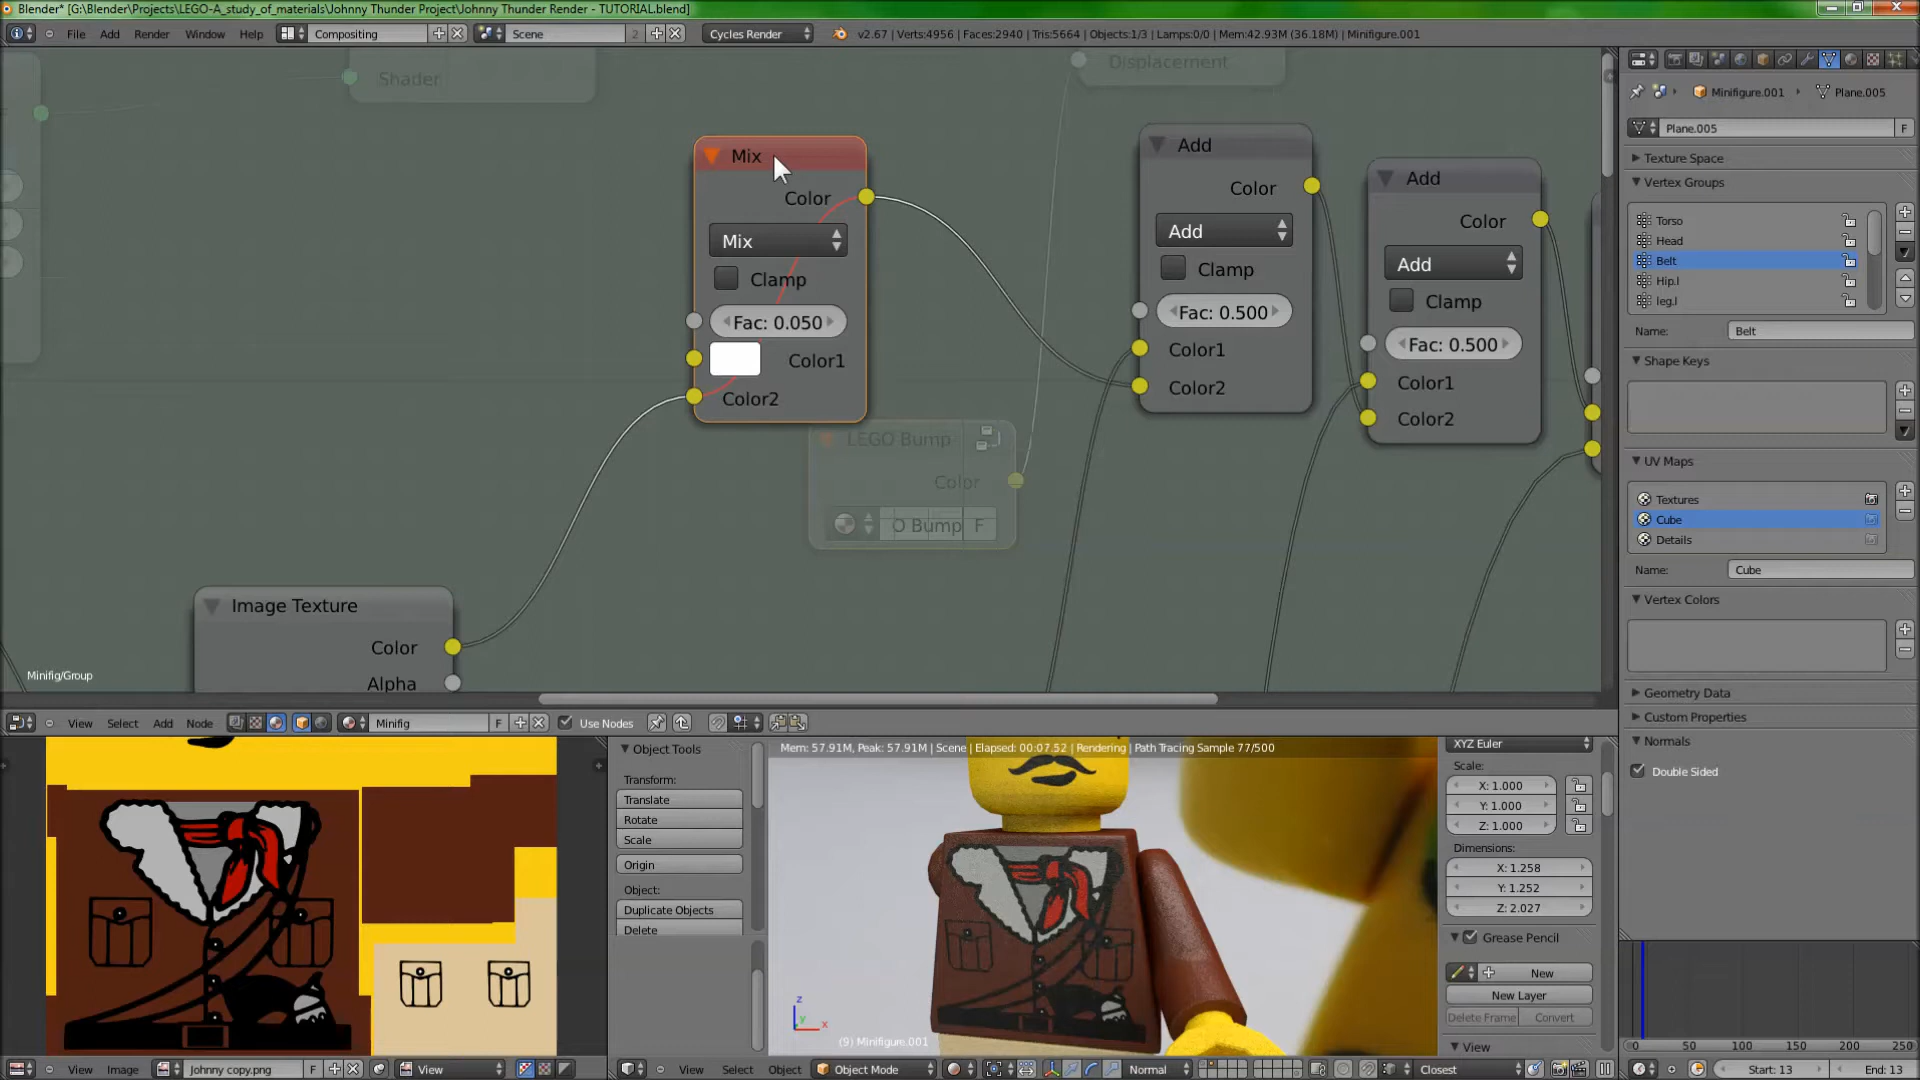 Blender* [G:\Blender\Projects\LEGO-A_study_of_materials\Johnny Thunder Project\Johnny Thunder Render - TUTORIAL.blend]
File Add Render Window Help Compositing Scene 2 Cycles Render v2.67 | Verts:4956 | Faces:2940 | Tris:5664 | Objects:1/3 | Lamps:0/0 | Mem:42.93M (36.18M) | Minifigure.001
Shader
Displacement
Mix
Color
Mix
Clamp
Fac: 0.050
Color1
Color2
Add
Color
Add
Clamp
Fac: 0.500
Color1
Color2
Add
Color
Add
Clamp
Fac: 0.500
Color1
Color2
LEGO Bump
Color
O Bump F
Image Texture
Color
Alpha
Minifig/Group
View Select Add Node Minifig F Use Nodes
Minifigure.001 Plane.005
Plane.005 F
Texture Space
Vertex Groups
Torso
Head
Belt
Hip.l
leg.l
Name: Belt
Shape Keys
UV Maps
Textures
Cube
Details
Name: Cube
Vertex Colors
Geometry Data
Custom Properties
Normals
Double Sided
Object Tools
Transform:
Translate
Rotate
Scale
Origin
Object:
Duplicate Objects
Delete
Mem: 57.91M, Peak: 57.91M | Scene | Elapsed: 00:07.52 | Rendering | Path Tracing Sample 77/500
z
y
x
(9) Minifigure.001
XYZ Euler
Scale:
X: 1.000
Y: 1.000
Z: 1.000
Dimensions:
X: 1.258
Y: 1.252
Z: 2.027
Grease Pencil
New
New Layer
Delete Frame Convert
View
View Image Johnny copy.png F View
View Select Object Object Mode Normal Closest
0 50 100 150 200 250
Start: 13 End: 13